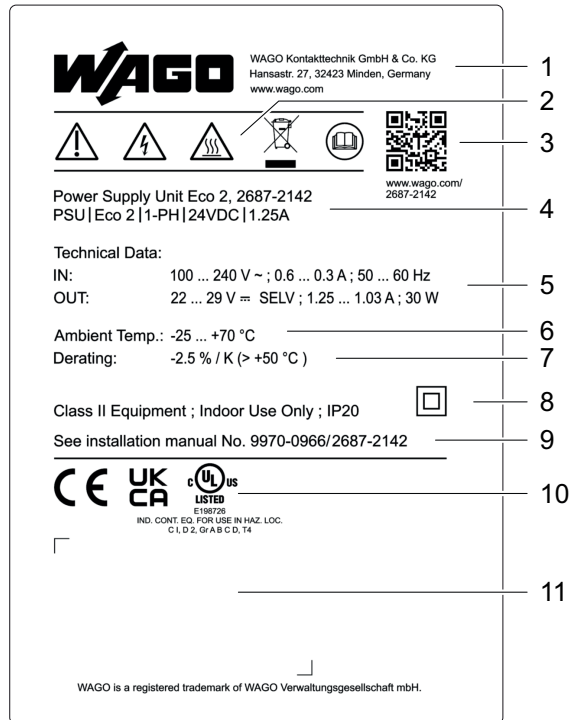 WAGO
WAGO Kontakttechnik GmbH & Co. KG
Hansastr. 27, 32423 Minden, Germany
www.wago.com
1
2
3
www.wago.com/
2687-2142
Power Supply Unit Eco 2, 2687-2142
PSU|Eco 2|1-PH|24VDC|1.25A
4
Technical Data:
IN: 100 ... 240 V ~ ; 0.6 ... 0.3 A ; 50 ... 60 Hz
OUT: 22 ... 29 V ⎓ SELV ; 1.25 ... 1.03 A ; 30 W
5
Ambient Temp.: -25 ... +70 °C
6
Derating: -2.5 % / K (> +50 °C )
7
Class II Equipment ; Indoor Use Only ; IP20
8
See installation manual No. 9970-0966/2687-2142
9
CE UK CA c UL US LISTED
10
E198726
IND. CONT. EQ. FOR USE IN HAZ. LOC.
C I, D 2, Gr A B C D, T4
11
WAGO is a registered trademark of WAGO Verwaltungsgesellschaft mbH.